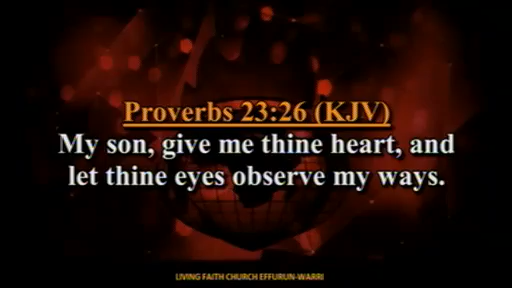 Proverbs 23:26 (KJV)
My son, give me thine heart, and
let thine eyes observe my ways.
LIVING FAITH CHURCH EFFURUN-WARRI